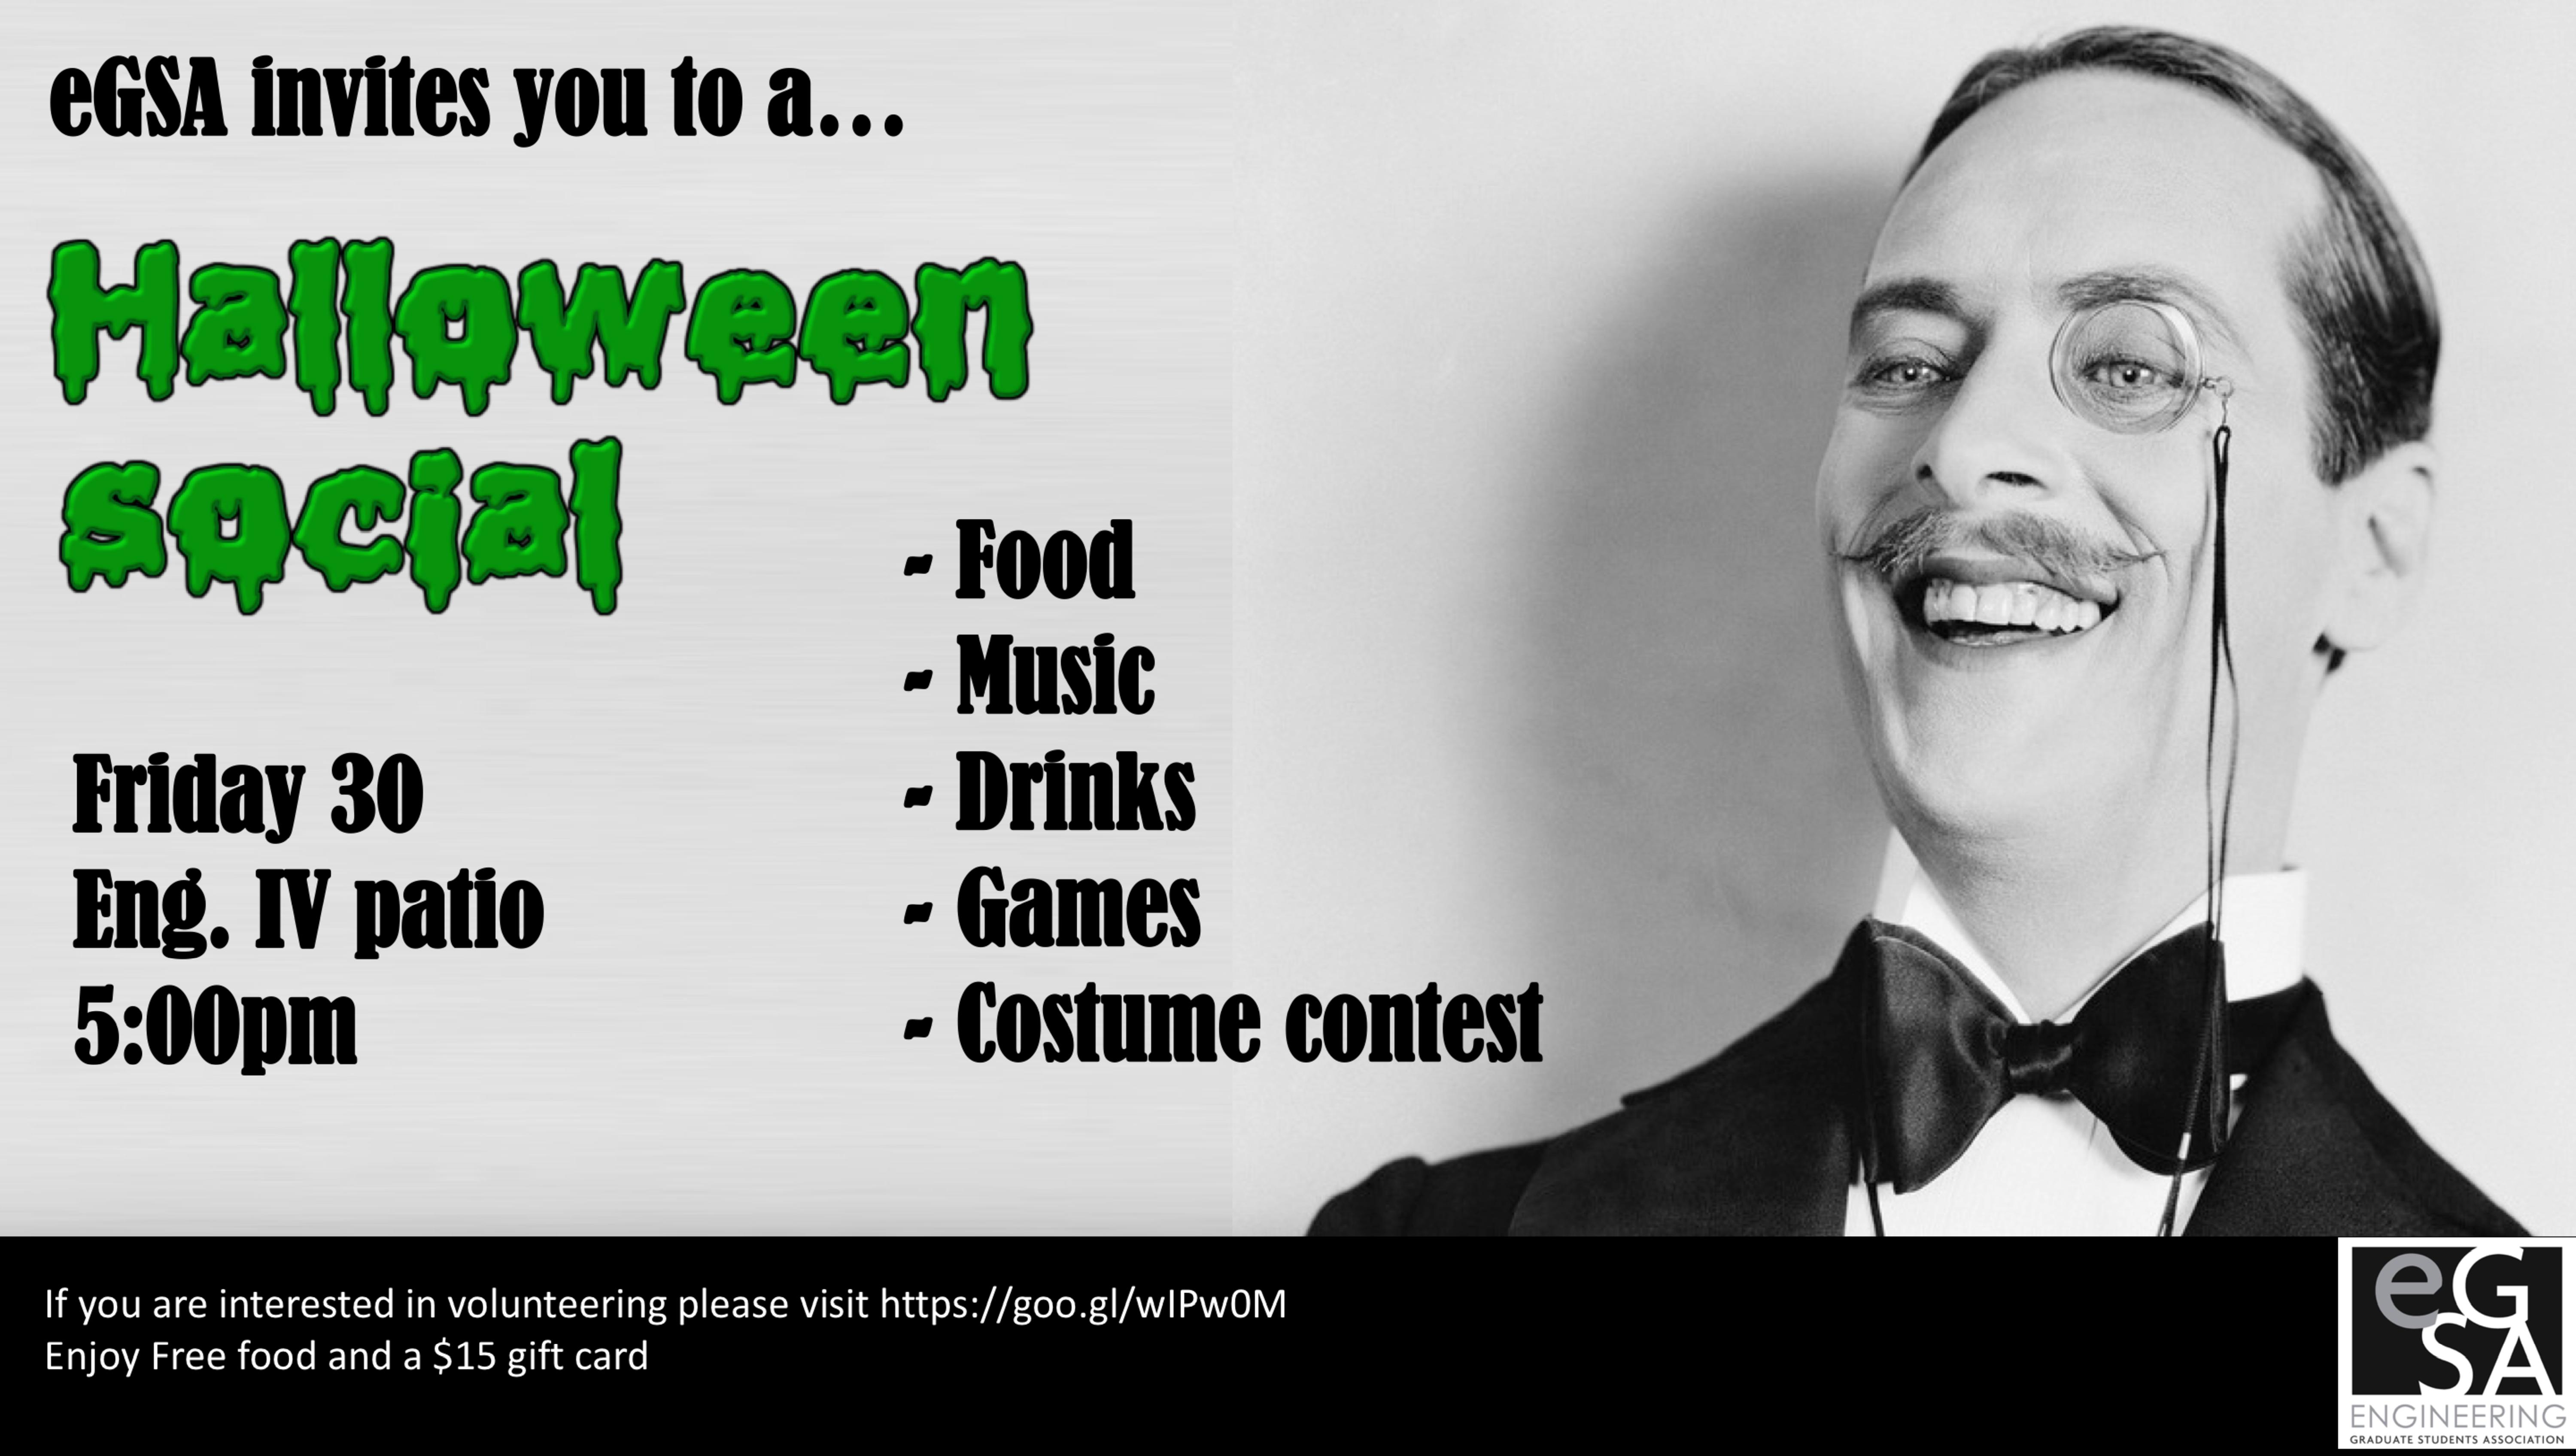 eGSA invites you to a...
Halloween
social
- Food
- Music
- Drinks
- Games
- Costume contest
Friday 30
Eng. IV patio
5:00pm
If you are interested in volunteering please visit https://goo.gl/wIPw0M
Enjoy Free food and a $15 gift card
eG
SA
ENGINEERING
GRADUATE STUDENTS ASSOCIATION